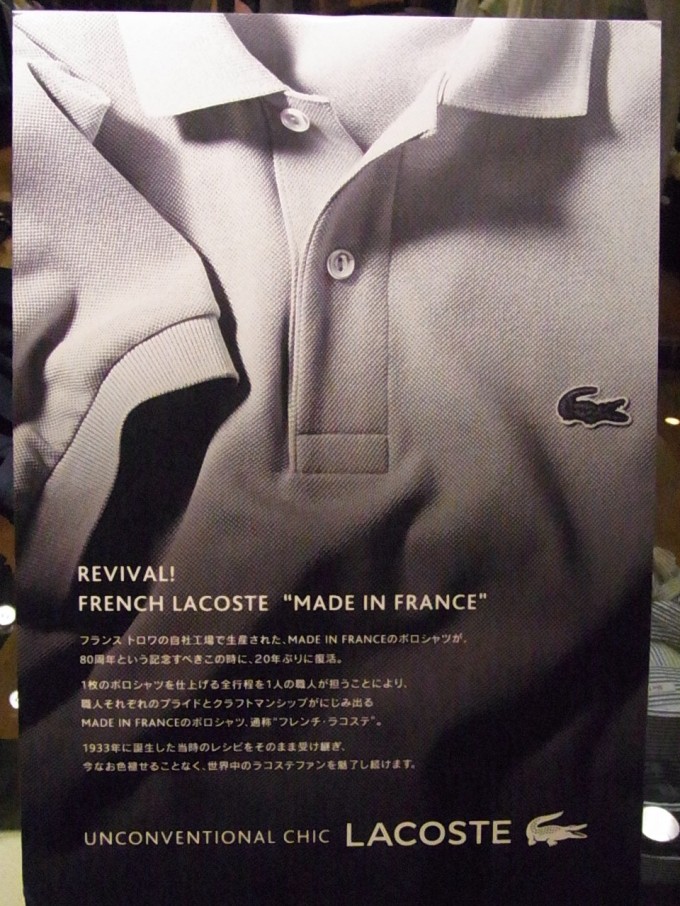 REVIVAL!
FRENCH LACOSTE "MADE IN FRANCE"
フランス トロワの自社工場で生産された、MADE IN FRANCEのポロシャツが、
80周年という記念すべきこの時に、20年ぶりに復活。
1枚のポロシャツを仕上げる全行程を1人の職人が担うことにより、
職人それぞれのプライドとクラフトマンシップがにじみ出る
MADE IN FRANCEのポロシャツ、通称"フレンチ・ラコステ"。
1933年に誕生した当時のレシピをそのまま受け継ぎ、
今なお色褪せることなく、世界中のラコステファンを魅了し続けます。
UNCONVENTIONAL CHIC LACOSTE